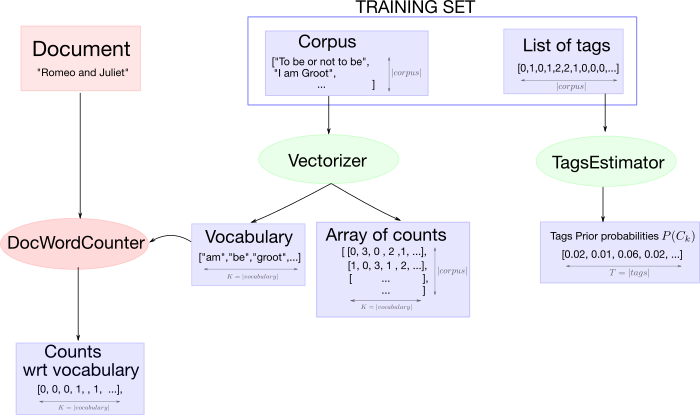 TRAINING SET
Document
"Romeo and Juliet"
Corpus
["To be or not to be",
"I am Groot",
... ]
|corpus|
List of tags
[0,1,0,1,2,2,1,0,0,0,...]
|corpus|
Vectorizer
TagsEstimator
DocWordCounter
Vocabulary
["am","be","groot",...]
K = |vocabulary|
Array of counts
[ [0, 3, 0 , 2 ,1, ...],
[1, 0, 3, 1 , 2, ...],
[ ... ],
... ]
|corpus|
K = |vocabulary|
Tags Prior probabilities P(Cₖ)
[0.02, 0.01, 0.06, 0.02, ...]
T = |tags|
Counts
wrt vocabulary
[0, 0, 0, 1, , 1, ...],
K = |vocabulary|